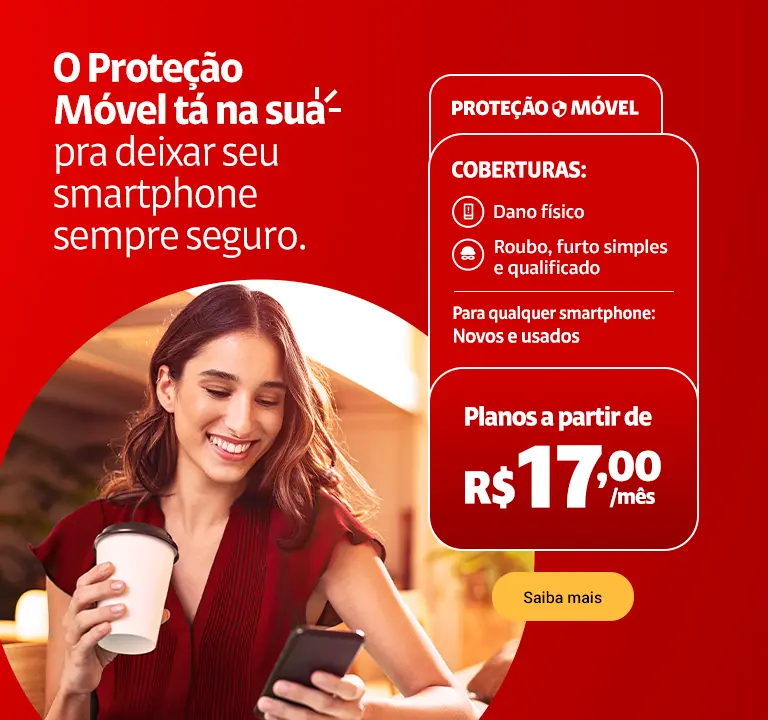 O Proteção
Móvel tá na sua
pra deixar seu
smartphone
sempre seguro.
PROTEÇÃO MÓVEL
COBERTURAS:
Dano físico
Roubo, furto simples
e qualificado
Para qualquer smartphone:
Novos e usados
Planos a partir de
R$17,00
/mês
Saiba mais